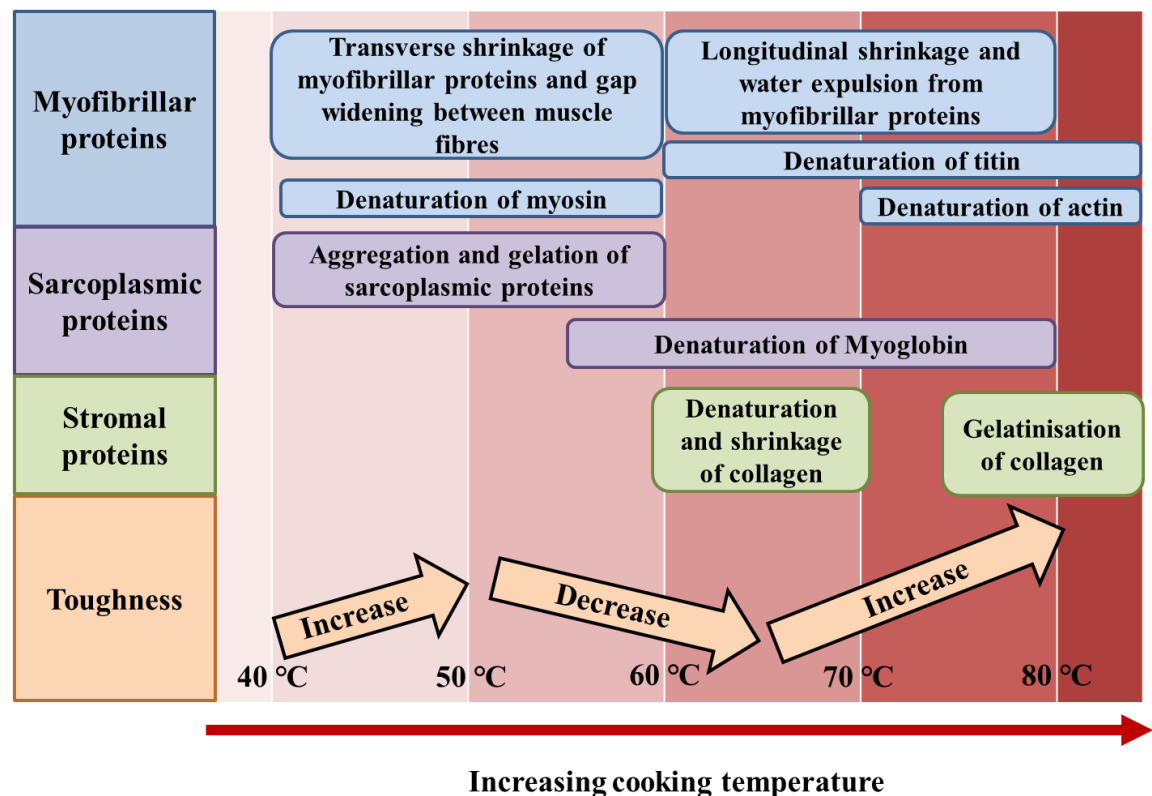 Myofibrillar
proteins
Transverse shrinkage of
myofibrillar proteins and gap
widening between muscle
fibres
Longitudinal shrinkage and
water expulsion from
myofibrillar proteins
Denaturation of titin
Denaturation of myosin
Denaturation of actin
Sarcoplasmic
proteins
Aggregation and gelation of
sarcoplasmic proteins
Denaturation of Myoglobin
Stromal
proteins
Denaturation
and shrinkage
of collagen
Gelatinisation
of collagen
Toughness
Increase
Decrease
Increase
40 °C
50 °C
60 °C
70 °C
80 °C
Increasing cooking temperature